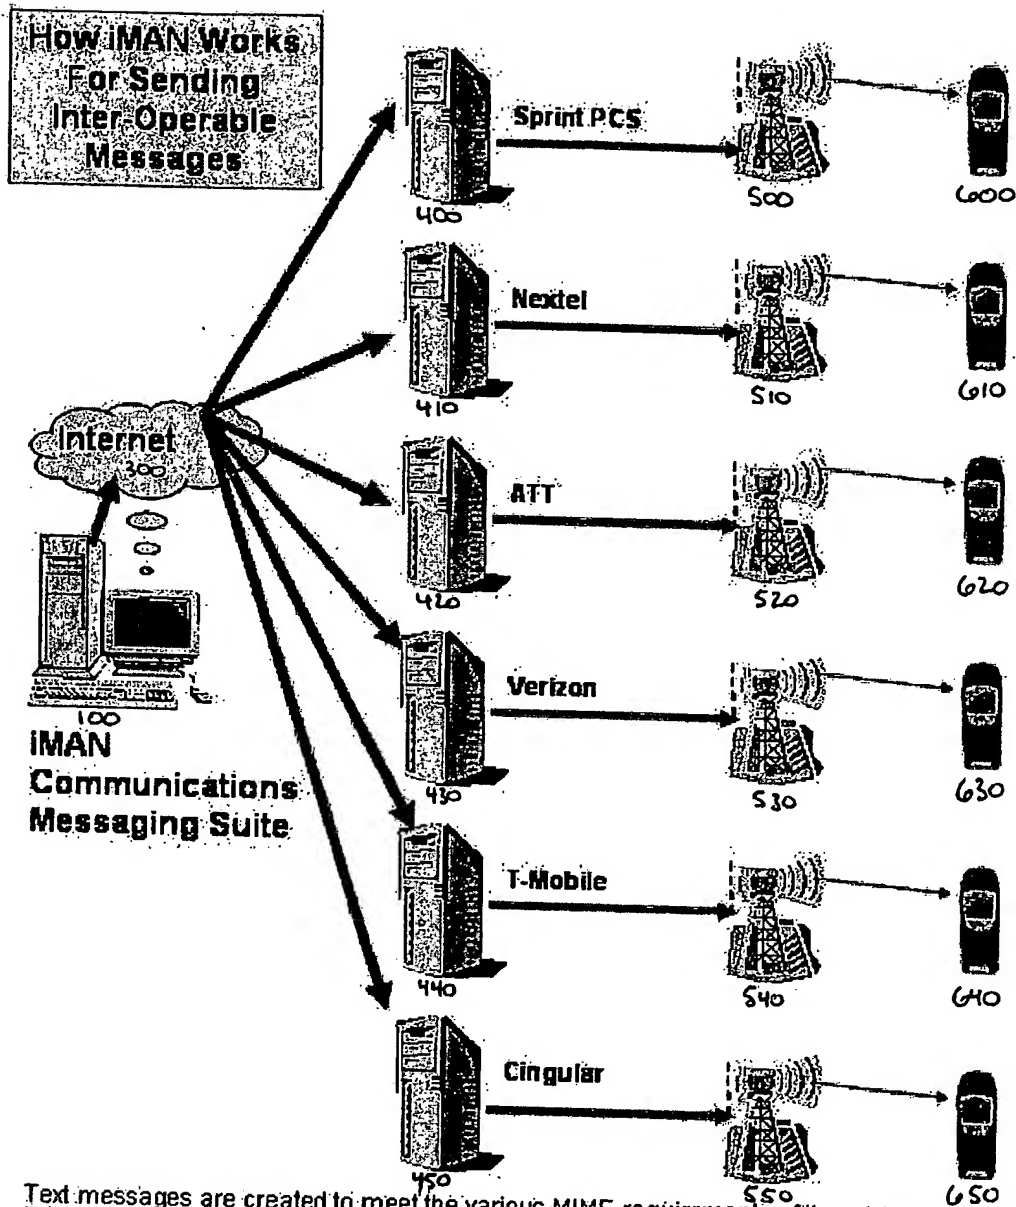 How iMAN Works
For Sending
Inter-Operable
Messages
Sprint PCS
400
500
600
Nextel
410
510
610
Internet
300
ATT
420
520
620
100
iMAN
Communications
Messaging Suite
Verizon
430
530
630
T-Mobile
440
540
640
Cingular
450
550
650
Text messages are created to meet the various MIME requirements